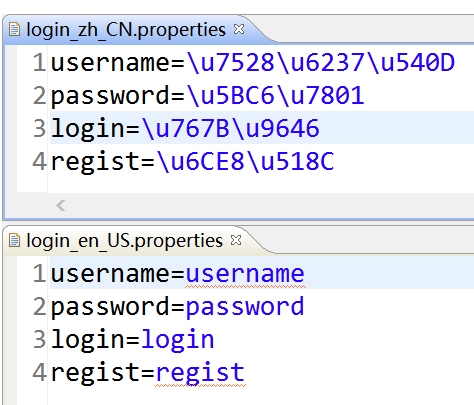 login_zh_CN.properties
1username=\u7528\u6237\u540D
2password=\u5BC6\u7801
3login=\u767B\u9646
4regist=\u6CE8\u518C
login_en_US.properties
1username=username
2password=password
3login=login
4regist=regist